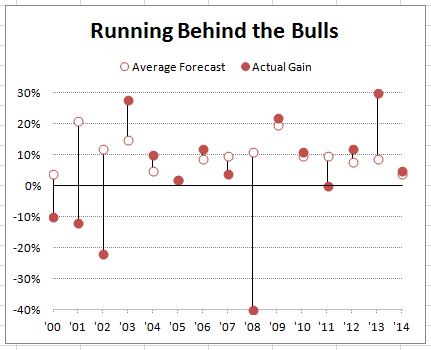 Running Behind the Bulls
Average Forecast Actual Gain
30%
20%
10%
0%
-10%
-20%
-30%
-40%
'00 '01 '02 '03 '04 '05 '06 '07 '08 '09 '10 '11 '12 '13 '14